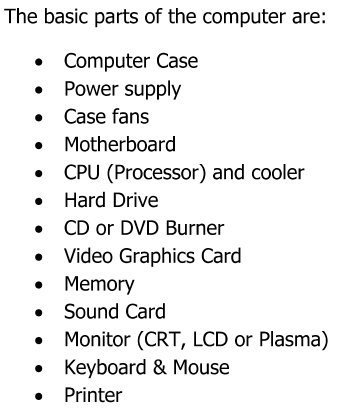 The basic parts of the computer are:
• Computer Case
• Power supply
• Case fans
• Motherboard
• CPU (Processor) and cooler
• Hard Drive
• CD or DVD Burner
• Video Graphics Card
• Memory
• Sound Card
• Monitor (CRT, LCD or Plasma)
• Keyboard & Mouse
• Printer